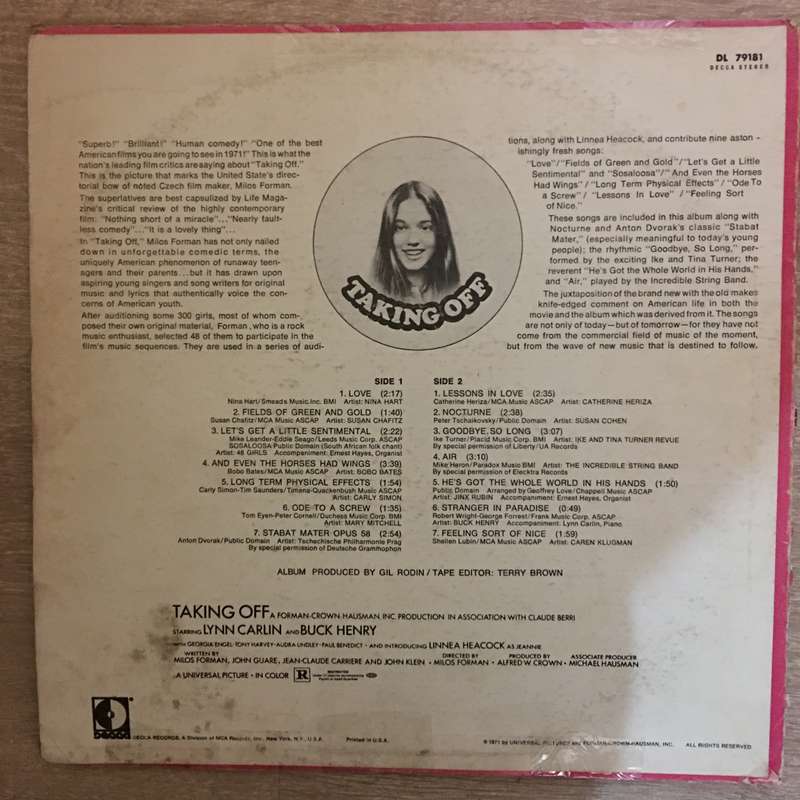 DL 79181
DECCA STEREO
"Superb!" "Brilliant!" "Human comedy!" "One of the best
American films you are going to see in 1971!" This is what the
nation's leading film critics are saying about "Taking Off."
This is the picture that marks the United State's direc-
torial bow of noted Czech film maker, Milos Forman.
The superlatives are best capsulized by Life Maga-
zine's critical review of the highly contemporary
film: "Nothing short of a miracle"..."Nearly fault-
less comedy"..."It is a lovely thing"...
In "Taking Off," Milos Forman has not only nailed
down in unforgettable comedic terms, the
uniquely American phenomenon of runaway teen-
agers and their parents...but it has drawn upon
aspiring young singers and song writers for original
music and lyrics that authentically voice the con-
cerns of American youth.
After auditioning some 300 girls, most of whom com-
posed their own original material, Forman, who is a rock
music enthusiast, selected 48 of them to participate in the
film's music sequences. They are used in a series of audi-
TAKING OFF
tions, along with Linnea Heacock, and contribute nine aston -
ishingly fresh songs:
"Love"/"Fields of Green and Gold"/"Let's Get a Little
Sentimental" and "Sosaloosa"/" And Even the Horses
Had Wings" / "Long Term Physical Effects" / "Ode To
a Screw" / "Lessons In Love" / "Feeling Sort
of Nice."
These songs are included in this album along with
Nocturne and Anton Dvorak's classic "Stabat
Mater," (especially meaningful to today's young
people); the rhythmic "Goodbye, So Long," per-
formed by the exciting Ike and Tina Turner; the
reverent "He's Got the Whole World in His Hands,"
and "Air," played by the Incredible String Band.
The juxtaposition of the brand new with the old makes
knife-edged comment on American life in both the
movie and the album which was derived from it. The songs
are not only of today—but of tomorrow—for they have not
come from the commercial field of music of the moment,
but from the wave of new music that is destined to follow.
SIDE 1
1. LOVE (2:17)
Nina Hart/Smeads Music.Inc. BMI Artist: NINA HART
2. FIELDS OF GREEN AND GOLD (1:40)
Susan Chafitz/MCA Music ASCAP Artist: SUSAN CHAFITZ
3. LET'S GET A LITTLE SENTIMENTAL (2:22)
Mike Leander-Eddie Seago/Leeds Music Corp. ASCAP
SOSALOOSA/Public Domain (South African folk chant)
Artist: 48 GIRLS Accompaniment: Ernest Hayes, Organist
4. AND EVEN THE HORSES HAD WINGS (3:39)
Bobo Bates/MCA Music ASCAP Artist: BOBO BATES
5. LONG TERM PHYSICAL EFFECTS (1:54)
Carly Simon-Tim Saunders/Timena-Quackenbush Music ASCAP
Artist: CARLY SIMON
6. ODE TO A SCREW (1:35)
Tom Eyen-Peter Cornell/Duchess Music Corp. BMI
Artist: MARY MITCHELL
7. STABAT MATER OPUS 58 (2:54)
Anton Dvorak/Public Domain Artist: Tschechische Philharmonie Prag
By special permission of Deutsche Grammophon
SIDE 2
1. LESSONS IN LOVE (2:35)
Catherine Heriza/MCA Music ASCAP Artist: CATHERINE HERIZA
2. NOCTURNE (2:38)
Peter Tschaikovsky/Public Domain Artist: SUSAN COHEN
3. GOODBYE, SO LONG (3:07)
Ike Turner/Placid Music Corp. BMI Artist: IKE AND TINA TURNER REVUE
By special permission of Liberty/UA Records
4. AIR (3:10)
Mike Heron/Paradox Music BMI Artist: THE INCREDIBLE STRING BAND
By special permission of Elecktra Records
5. HE'S GOT THE WHOLE WORLD IN HIS HANDS (1:50)
Public Domain Arranged by Geoffrey Love/Chappell Music ASCAP
Artist: JINX RUBIN Accompaniment: Ernest Hayes, Organist
6. STRANGER IN PARADISE (0:49)
Robert Wright-George Forrest/Frank Music Corp. ASCAP
Artist: BUCK HENRY Accompaniment: Lynn Carlin, Piano
7. FEELING SORT OF NICE (1:59)
Shellen Lubin/MCA Music ASCAP Artist: CAREN KLUGMAN
ALBUM PRODUCED BY GIL RODIN / TAPE EDITOR: TERRY BROWN
TAKING OFF A FORMAN-CROWN-HAUSMAN, INC. PRODUCTION IN ASSOCIATION WITH CLAUDE BERRI
STARRING LYNN CARLIN AND BUCK HENRY
WITH GEORGIA ENGEL · TONY HARVEY · AUDRA LINDLEY · PAUL BENEDICT · AND INTRODUCING LINNEA HEACOCK AS JEANNIE
WRITTEN BY MILOS FORMAN, JOHN GUARE, JEAN-CLAUDE CARRIERE AND JOHN KLEIN · DIRECTED BY MILOS FORMAN · PRODUCED BY ALFRED W CROWN · ASSOCIATE PRODUCER MICHAEL HAUSMAN
A UNIVERSAL PICTURE · IN COLOR R RESTRICTED
DECCA
DECCA RECORDS, A Division of MCA Records, Inc., New York, N.Y., U.S.A. Printed in U.S.A.
© 1971 by UNIVERSAL PICTURES and FORMAN-CROWN-HAUSMAN, INC. ALL RIGHTS RESERVED